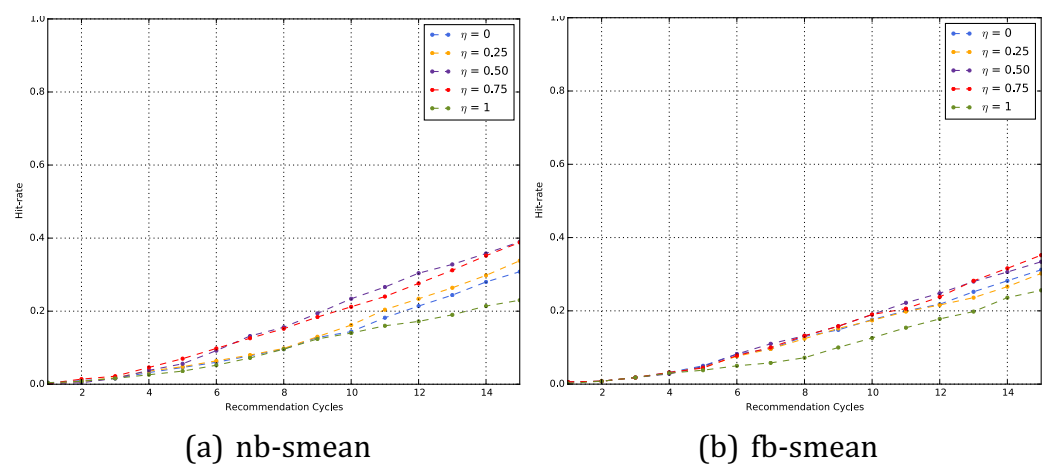 1.0
0.8
0.6
0.4
0.2
0.0
Hit-rate
2 4 6 8 10 12 14
Recommendation Cycles
η = 0
η = 0.25
η = 0.50
η = 0.75
η = 1
(a) nb-smean
1.0
0.8
0.6
0.4
0.2
0.0
Hit-rate
2 4 6 8 10 12 14
Recommendation Cycles
η = 0
η = 0.25
η = 0.50
η = 0.75
η = 1
(b) fb-smean